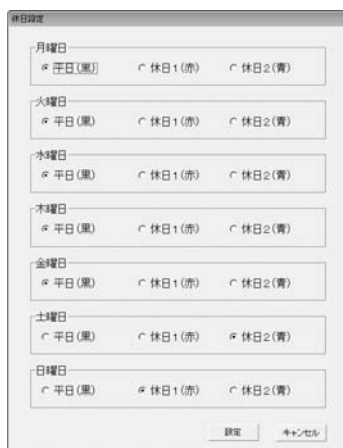 休日設定
月曜日
平日(黒) 休日1(赤) 休日2(青)
火曜日
平日(黒) 休日1(赤) 休日2(青)
水曜日
平日(黒) 休日1(赤) 休日2(青)
木曜日
平日(黒) 休日1(赤) 休日2(青)
金曜日
平日(黒) 休日1(赤) 休日2(青)
土曜日
平日(黒) 休日1(赤) 休日2(青)
日曜日
平日(黒) 休日1(赤) 休日2(青)
設定 キャンセル